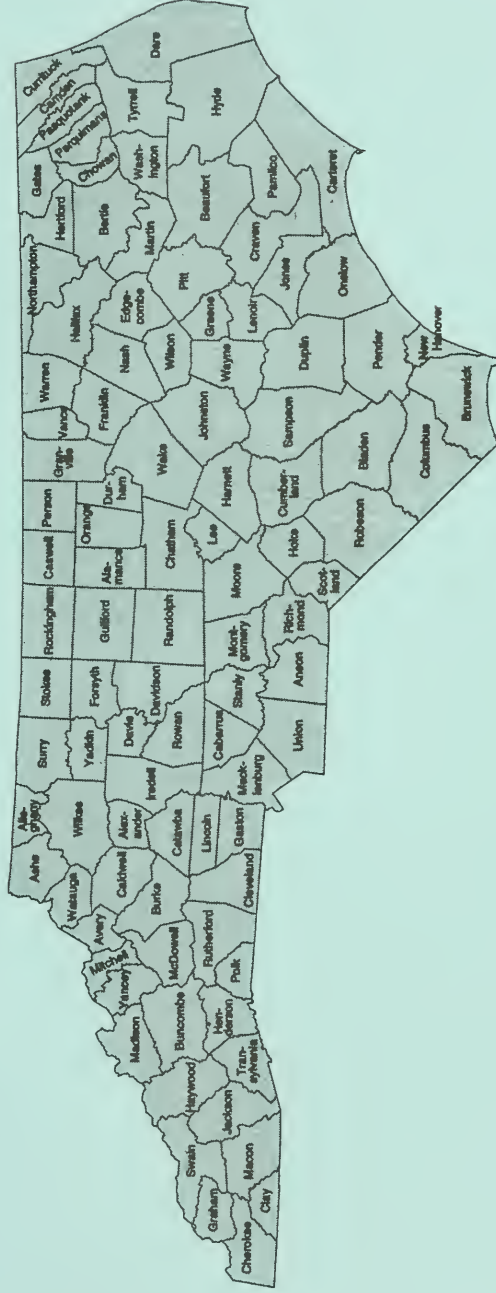 Cherokee
Graham
Clay
Swain
Macon
Jackson
Haywood
Tran-
sylvania
Madison
Buncombe
Hen-
derson
Yancey
Mitchell
McDowell
Polk
Rutherford
Avery
Watauga
Ashe
Caldwell
Burke
Cleveland
Alle-
ghany
Wilkes
Alex-
ander
Catawba
Lincoln
Gaston
Surry
Yadkin
Iredell
Davie
Rowan
Cabarrus
Meck-
lenburg
Stokes
Forsyth
Davidson
Stanly
Union
Rockingham
Guilford
Randolph
Mont-
gomery
Anson
Caswell
Ala-
mance
Chatham
Moore
Rich-
mond
Person
Orange
Dur-
ham
Lee
Hoke
Scot-
land
Gran-
ville
Vance
Wake
Harnett
Cumber-
land
Robeson
Warren
Franklin
Johnston
Sampson
Bladen
Columbus
Northampton
Halifax
Nash
Wilson
Wayne
Duplin
Pender
Brunswick
New
Hanover
Edge-
combe
Pitt
Greene
Lenoir
Jones
Onslow
Hertford
Bertie
Martin
Beaufort
Craven
Pamlico
Carteret
Gates
Chowan
Perquimans
Pasquotank
Camden
Currituck
Wash-
ington
Tyrrell
Dare
Hyde